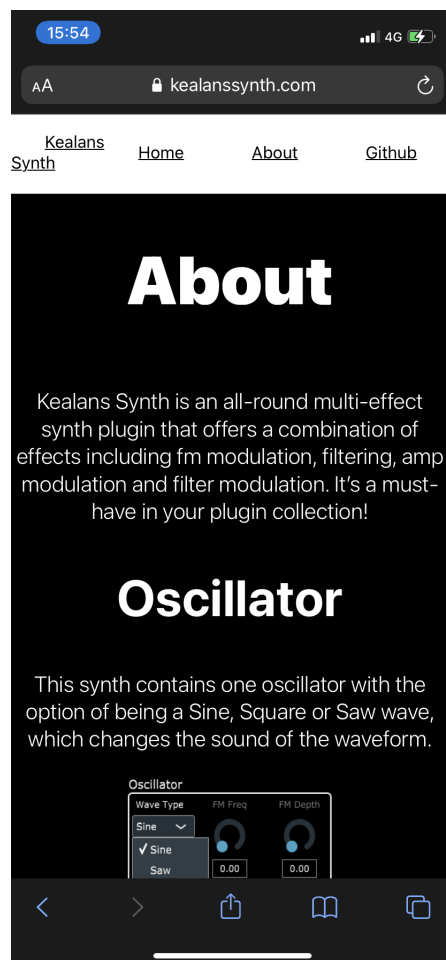 15:54
4G
AA
kealanssynth.com
Kealans
Synth
Home
About
Github
About
Kealans Synth is an all-round multi-effect
synth plugin that offers a combination of
effects including fm modulation, filtering, amp
modulation and filter modulation. It’s a must-
have in your plugin collection!
Oscillator
This synth contains one oscillator with the
option of being a Sine, Square or Saw wave,
which changes the sound of the waveform.
Oscillator
Wave Type
FM Freq
FM Depth
Sine
Sine
Saw
0.00
0.00